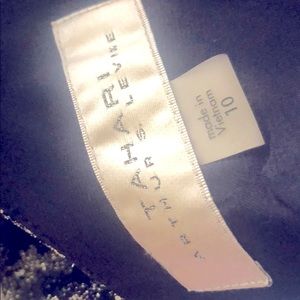 TAHARI
ARTHUR S. LEVINE
made in
Vietnam
10